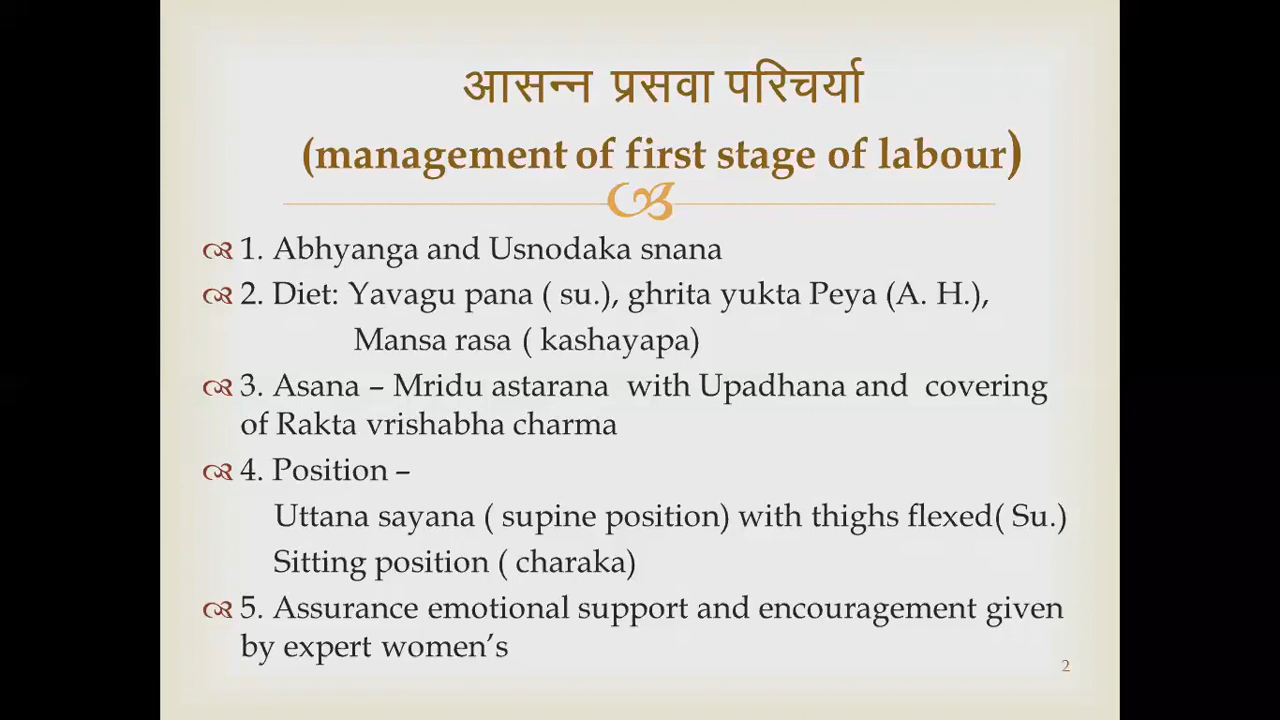 आसन्न प्रसवा परिचर्या
(management of first stage of labour)
1. Abhyanga and Usnodaka snana
2. Diet: Yavagu pana ( su.), ghrita yukta Peya (A. H.),
Mansa rasa ( kashayapa)
3. Asana – Mridu astarana with Upadhana and covering
of Rakta vrishabha charma
4. Position –
Uttana sayana ( supine position) with thighs flexed( Su.)
Sitting position ( charaka)
5. Assurance emotional support and encouragement given
by expert women’s
2